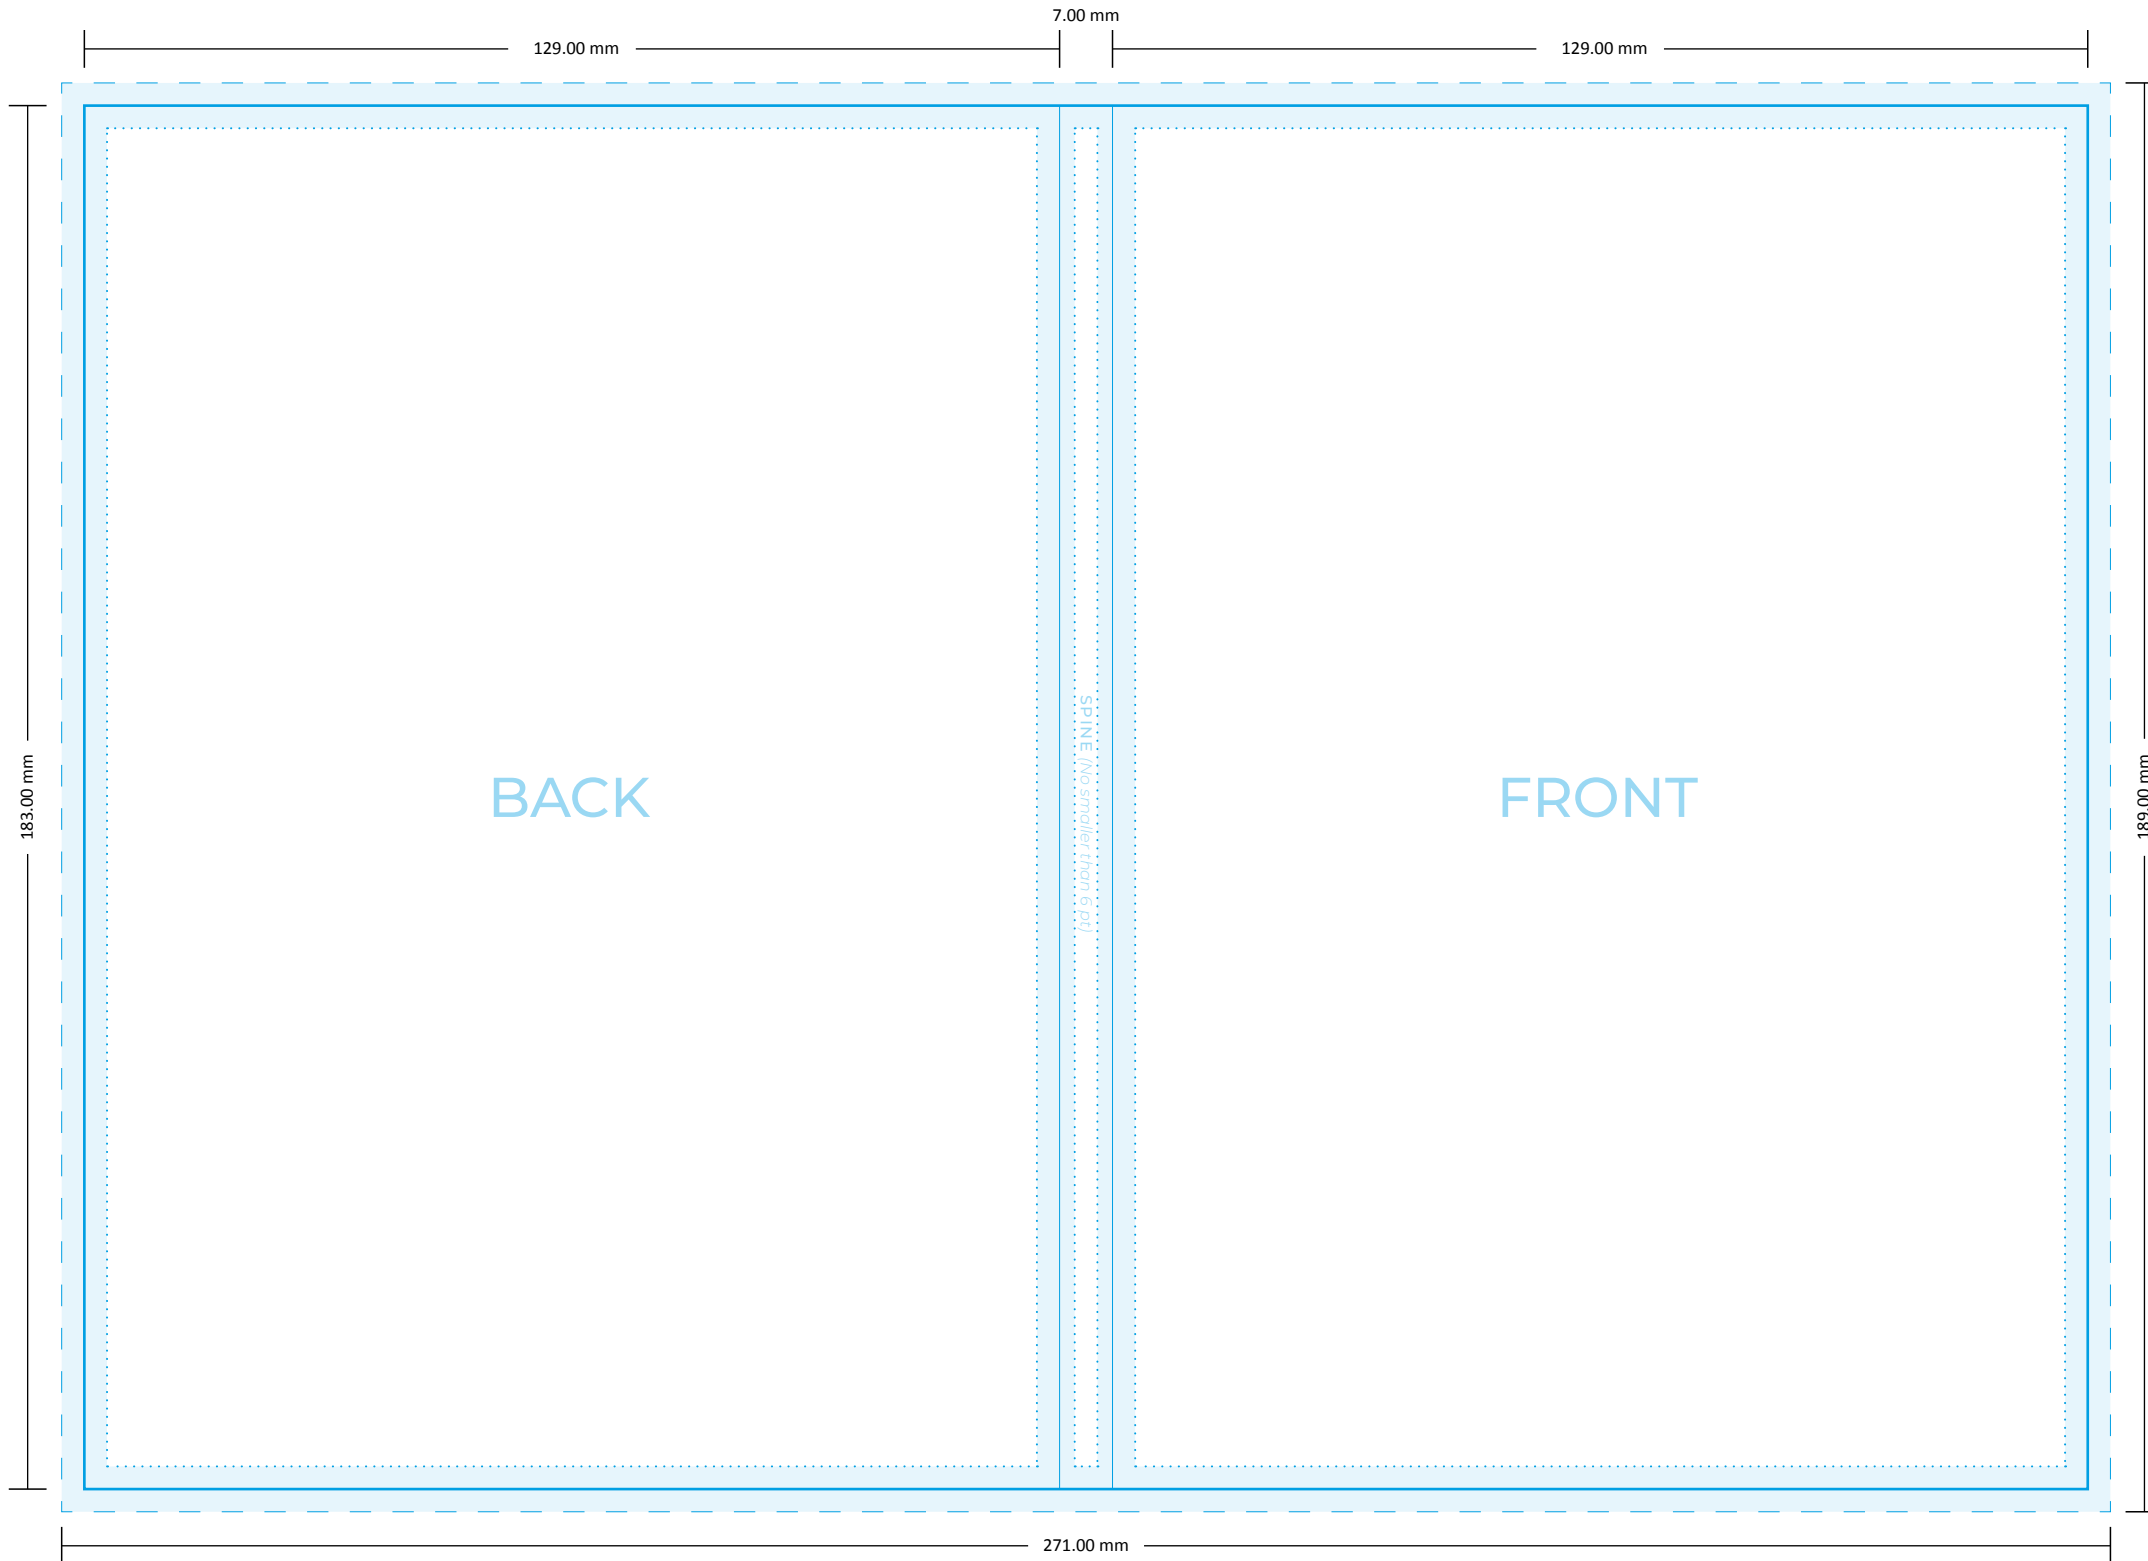 7.00 mm
129.00 mm
129.00 mm
183.00 mm
BACK
SPINE (No smaller than 6 pt)
FRONT
189.00 mm
271.00 mm